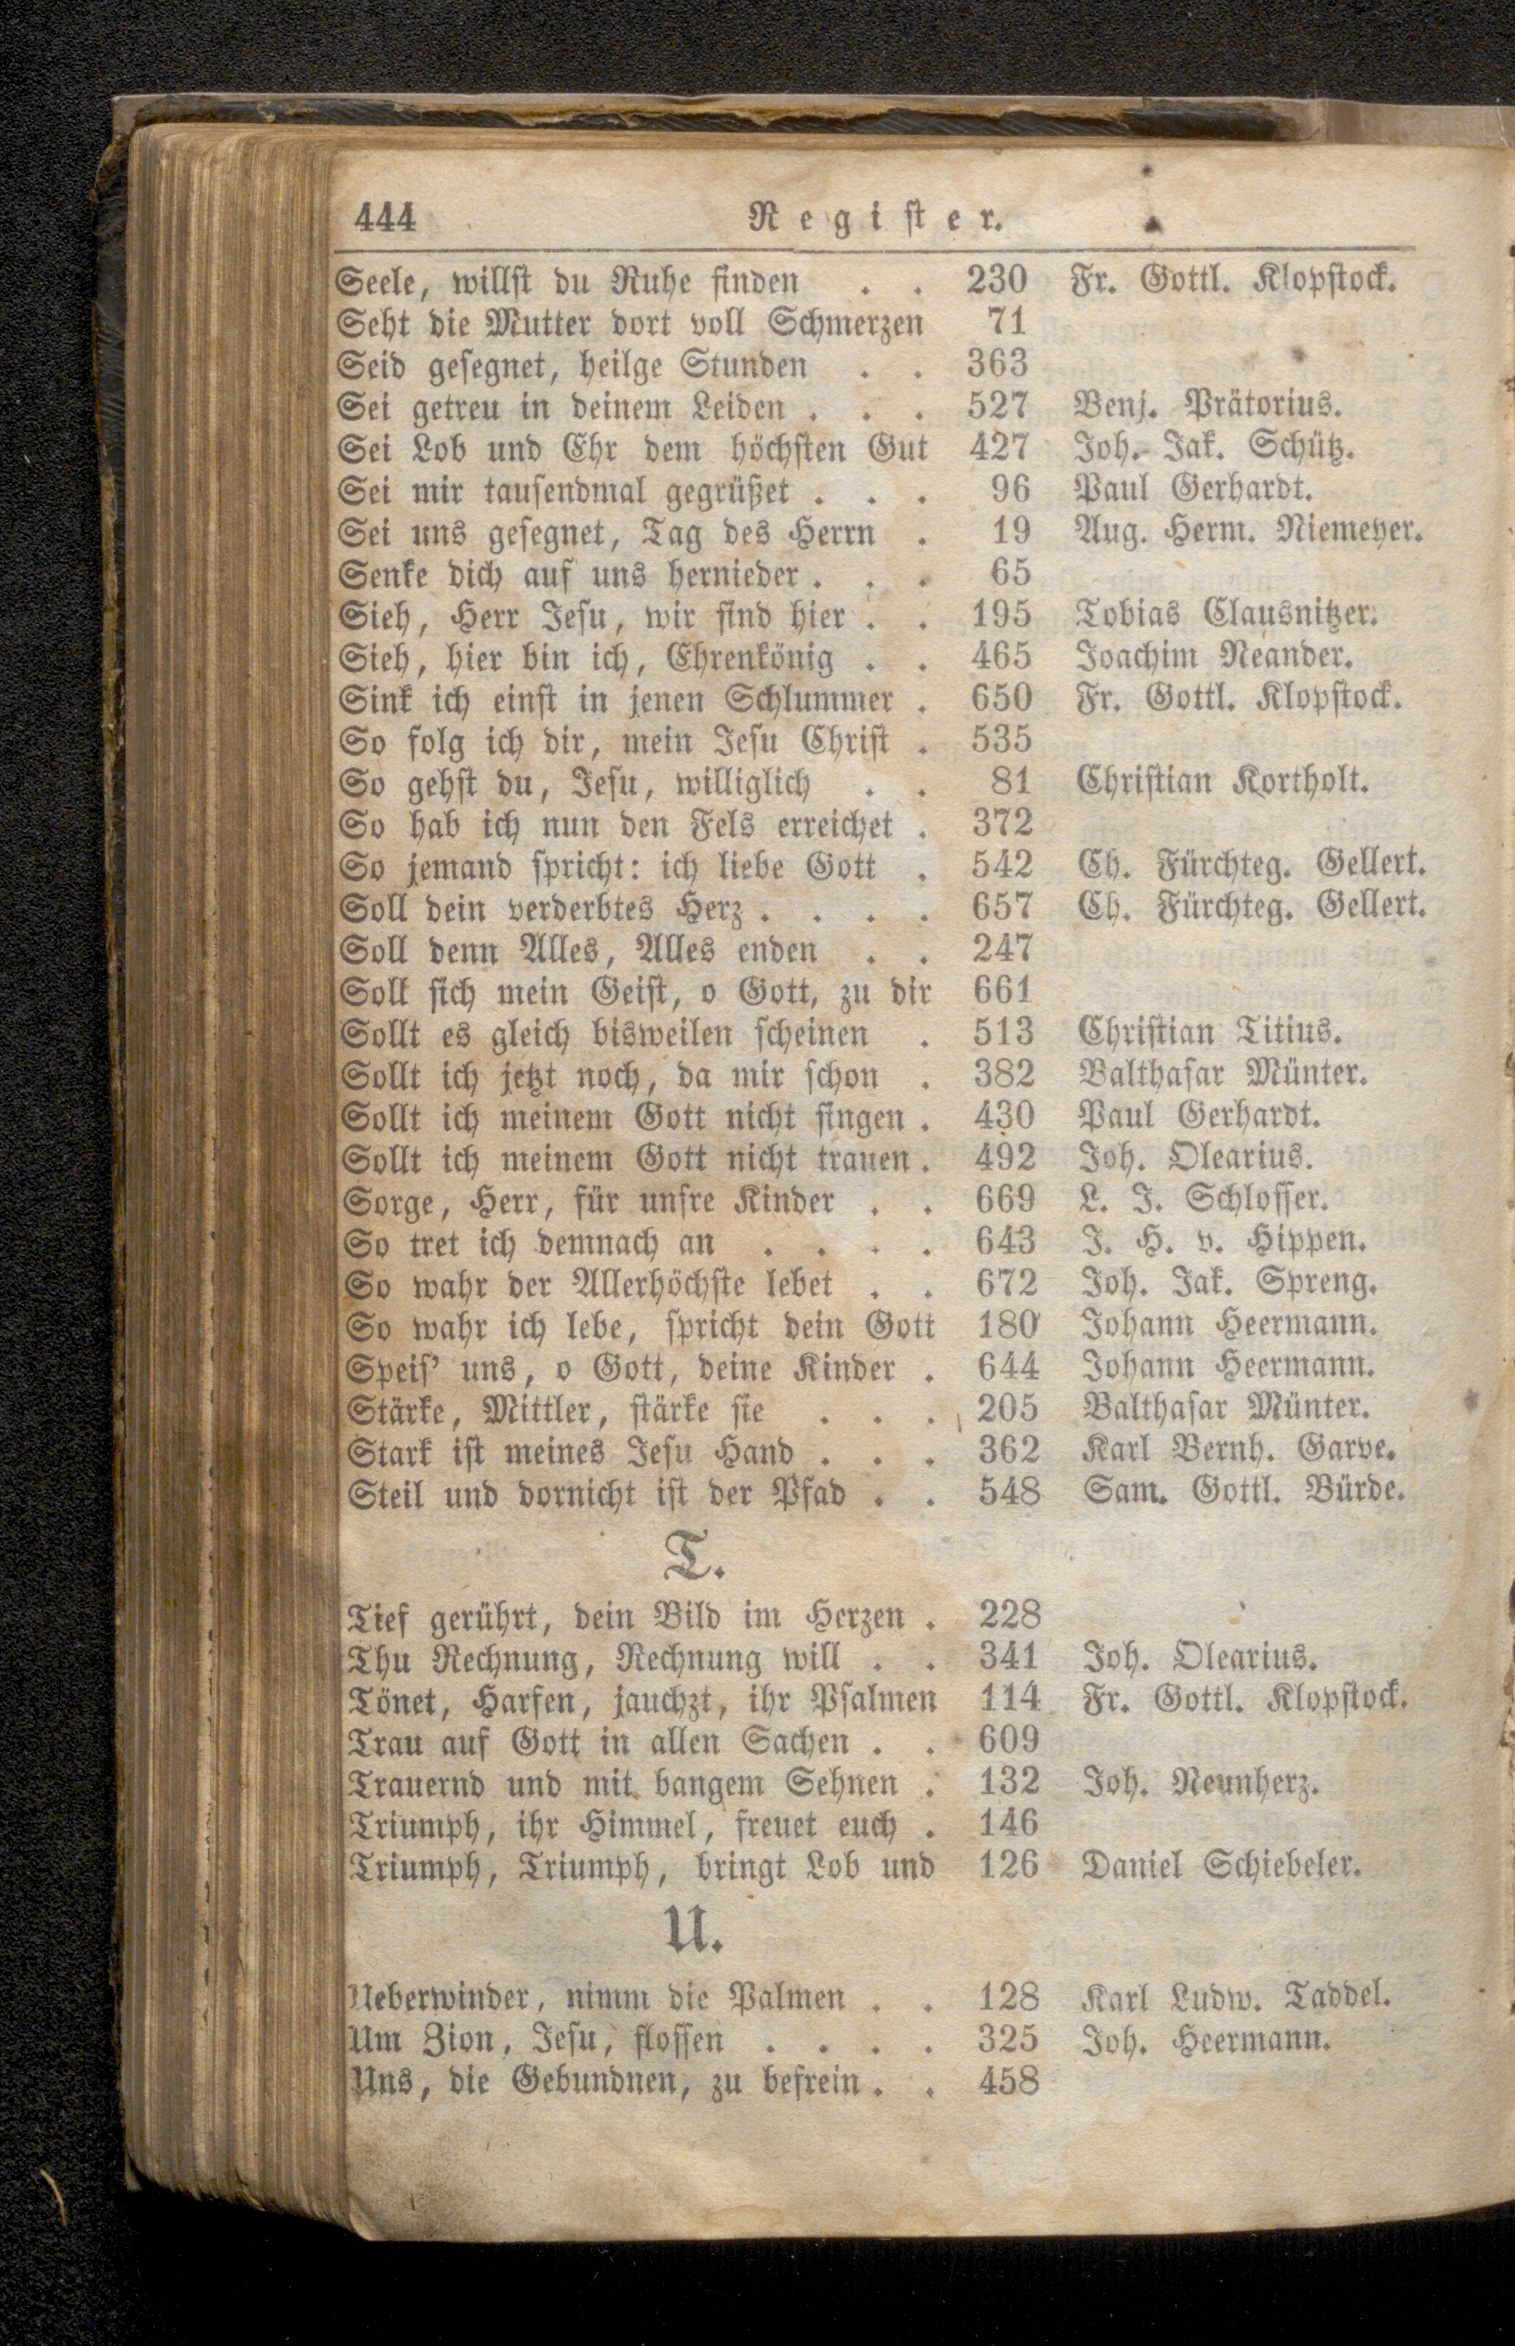 444 Register.
Seele, willst du Ruhe finden . . 230 Fr. Gottl. Klopstock.
Seht die Mutter dort voll Schmerzen 71
Seid gesegnet, heilge Stunden . . 363
Sei getreu in deinem Leiden . . . 527 Benj. Prätorius.
Sei Lob und Ehr dem höchsten Gut 427 Joh. Jak. Schütz.
Sei mir tausendmal gegrüßet . . . 96 Paul Gerhardt.
Sei uns gesegnet, Tag des Herrn . 19 Aug. Herm. Niemeyer.
Senke dich auf uns hernieder . . . 65
Sieh, Herr Jesu, wir sind hier . . 195 Tobias Clausnitzer.
Sieh, hier bin ich, Ehrenkönig . . 465 Joachim Neander.
Sink ich einst in jenen Schlummer . 650 Fr. Gottl. Klopstock.
So folg ich dir, mein Jesu Christ . 535
So gehst du, Jesu, williglich . . 81 Christian Kortholt.
So hab ich nun den Fels erreichet . 372
So jemand spricht: ich liebe Gott . 542 Ch. Fürchteg. Gellert.
Soll dein verderbtes Herz . . . . 657 Ch. Fürchteg. Gellert.
Soll denn Alles, Alles enden . . 247
Soll sich mein Geist, o Gott, zu dir 661
Sollt es gleich bisweilen scheinen . 513 Christian Titius.
Sollt ich jetzt noch, da mir schon . 382 Balthasar Münter.
Sollt ich meinem Gott nicht singen . 430 Paul Gerhardt.
Sollt ich meinem Gott nicht trauen . 492 Joh. Olearius.
Sorge, Herr, für unsre Kinder . . 669 L. J. Schlosser.
So tret ich demnach an . . . . 643 J. H. v. Hippen.
So wahr der Allerhöchste lebet . . 672 Joh. Jak. Spreng.
So wahr ich lebe, spricht dein Gott 180 Johann Heermann.
Speis' uns, o Gott, deine Kinder . 644 Johann Heermann.
Stärke, Mittler, stärke sie . . . 205 Balthasar Münter.
Stark ist meines Jesu Hand . . . 362 Karl Bernh. Garve.
Steil und dornicht ist der Pfad . . 548 Sam. Gottl. Bürde.
T.
Tief gerührt, dein Bild im Herzen . 228
Thu Rechnung, Rechnung will . . 341 Joh. Olearius.
Tönet, Harfen, jauchzt, ihr Psalmen 114 Fr. Gottl. Klopstock.
Trau auf Gott in allen Sachen . . 609
Trauernd und mit bangem Sehnen . 132 Joh. Neunherz.
Triumph, ihr Himmel, freuet euch . 146
Triumph, Triumph, bringt Lob und 126 Daniel Schiebeler.
U.
Ueberwinder, nimm die Palmen . . 128 Karl Ludw. Taddel.
Um Zion, Jesu, flossen . . . . 325 Joh. Heermann.
Uns, die Gebundnen, zu befrein . . 458